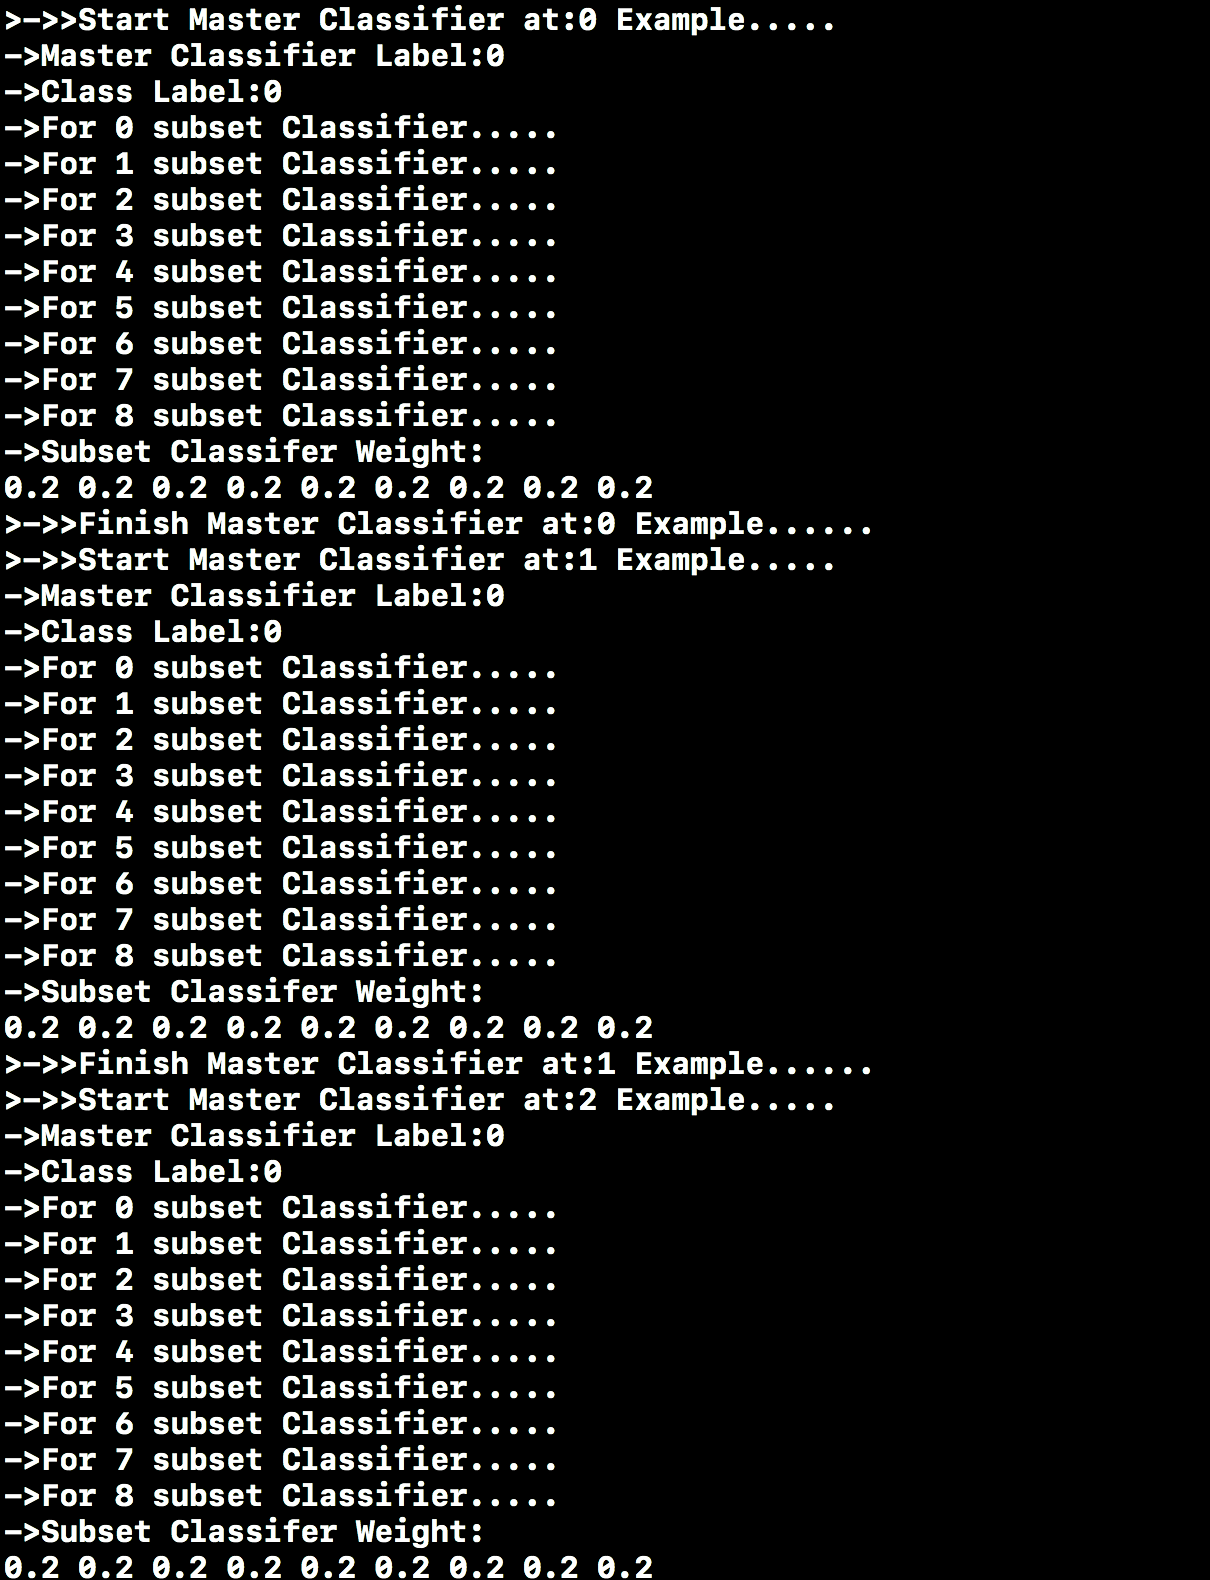 >->>Start Master Classifier at:0 Example.....
->Master Classifier Label:0
->Class Label:0
->For 0 subset Classifier.....
->For 1 subset Classifier.....
->For 2 subset Classifier.....
->For 3 subset Classifier.....
->For 4 subset Classifier.....
->For 5 subset Classifier.....
->For 6 subset Classifier.....
->For 7 subset Classifier.....
->For 8 subset Classifier.....
->Subset Classifer Weight:
0.2 0.2 0.2 0.2 0.2 0.2 0.2 0.2 0.2
>->>Finish Master Classifier at:0 Example......
>->>Start Master Classifier at:1 Example.....
->Master Classifier Label:0
->Class Label:0
->For 0 subset Classifier.....
->For 1 subset Classifier.....
->For 2 subset Classifier.....
->For 3 subset Classifier.....
->For 4 subset Classifier.....
->For 5 subset Classifier.....
->For 6 subset Classifier.....
->For 7 subset Classifier.....
->For 8 subset Classifier.....
->Subset Classifer Weight:
0.2 0.2 0.2 0.2 0.2 0.2 0.2 0.2 0.2
>->>Finish Master Classifier at:1 Example......
>->>Start Master Classifier at:2 Example.....
->Master Classifier Label:0
->Class Label:0
->For 0 subset Classifier.....
->For 1 subset Classifier.....
->For 2 subset Classifier.....
->For 3 subset Classifier.....
->For 4 subset Classifier.....
->For 5 subset Classifier.....
->For 6 subset Classifier.....
->For 7 subset Classifier.....
->For 8 subset Classifier.....
->Subset Classifer Weight:
0.2 0.2 0.2 0.2 0.2 0.2 0.2 0.2 0.2